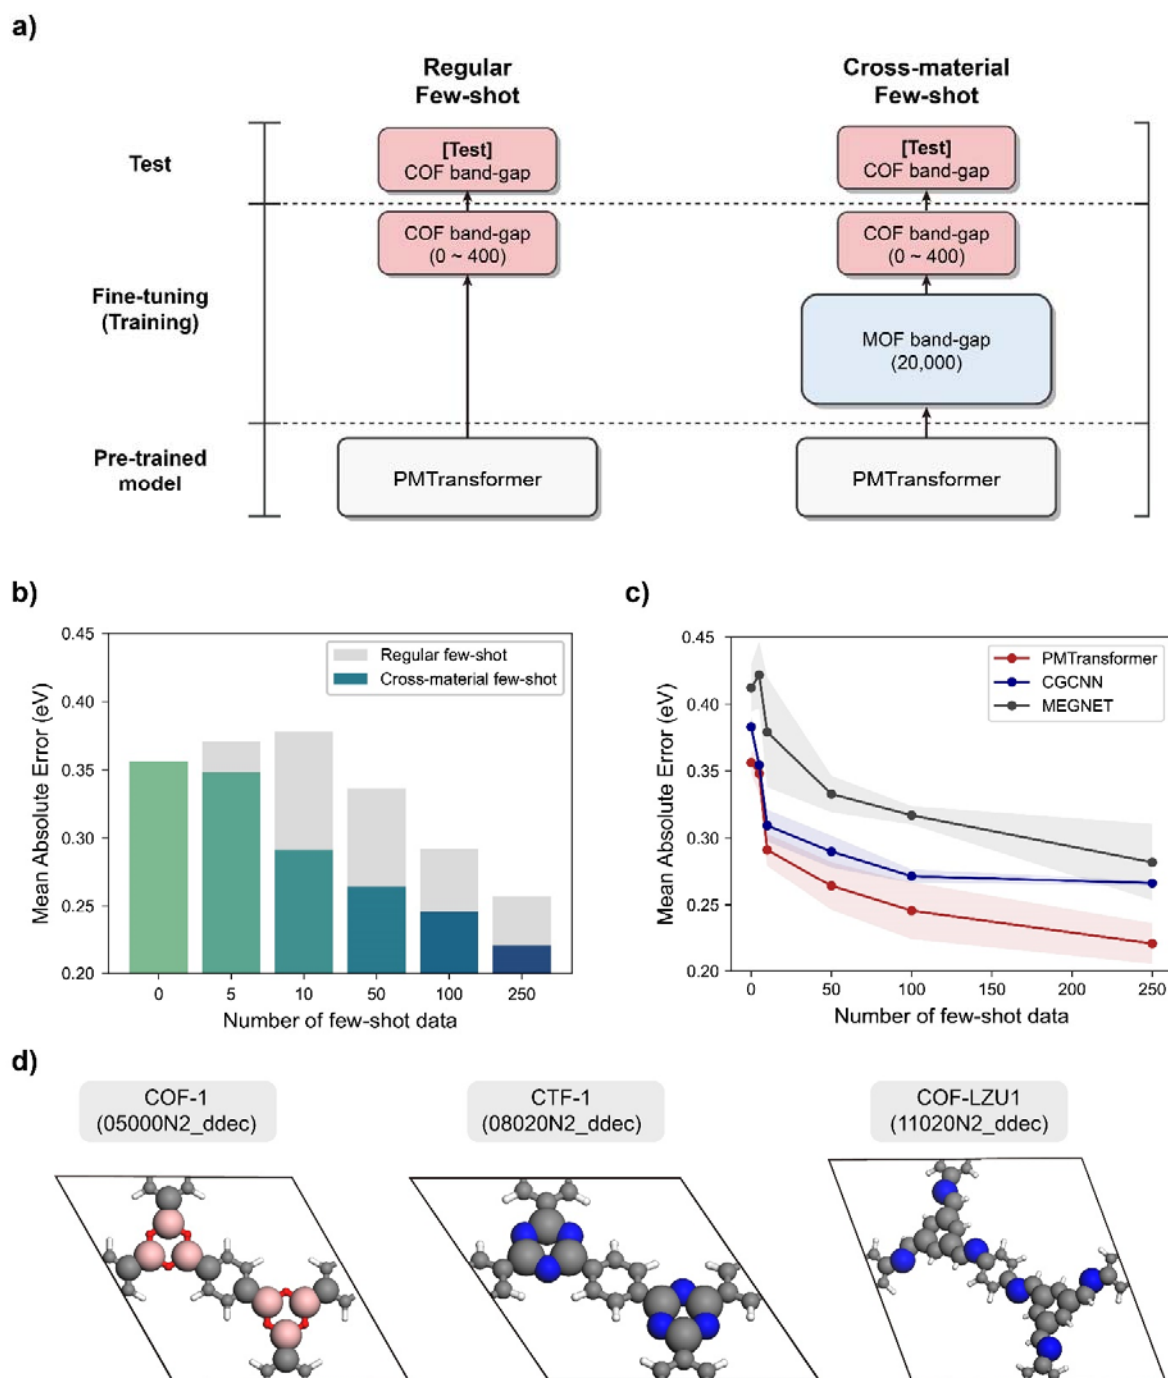 a)
Regular
Few-shot
Cross-material
Few-shot
Test
[Test]
COF band-gap
[Test]
COF band-gap
Fine-tuning
(Training)
COF band-gap
(0 ~ 400)
COF band-gap
(0 ~ 400)
MOF band-gap
(20,000)
Pre-trained
model
PMTransformer
PMTransformer
b)
Mean Absolute Error (eV)
0.45
0.40
0.35
0.30
0.25
0.20
Regular few-shot
Cross-material few-shot
0 5 10 50 100 250
Number of few-shot data
c)
Mean Absolute Error (eV)
0.45
0.40
0.35
0.30
0.25
0.20
PMTransformer
CGCNN
MEGNET
0 50 100 150 200 250
Number of few-shot data
d)
COF-1
(05000N2_ddec)
CTF-1
(08020N2_ddec)
COF-LZU1
(11020N2_ddec)